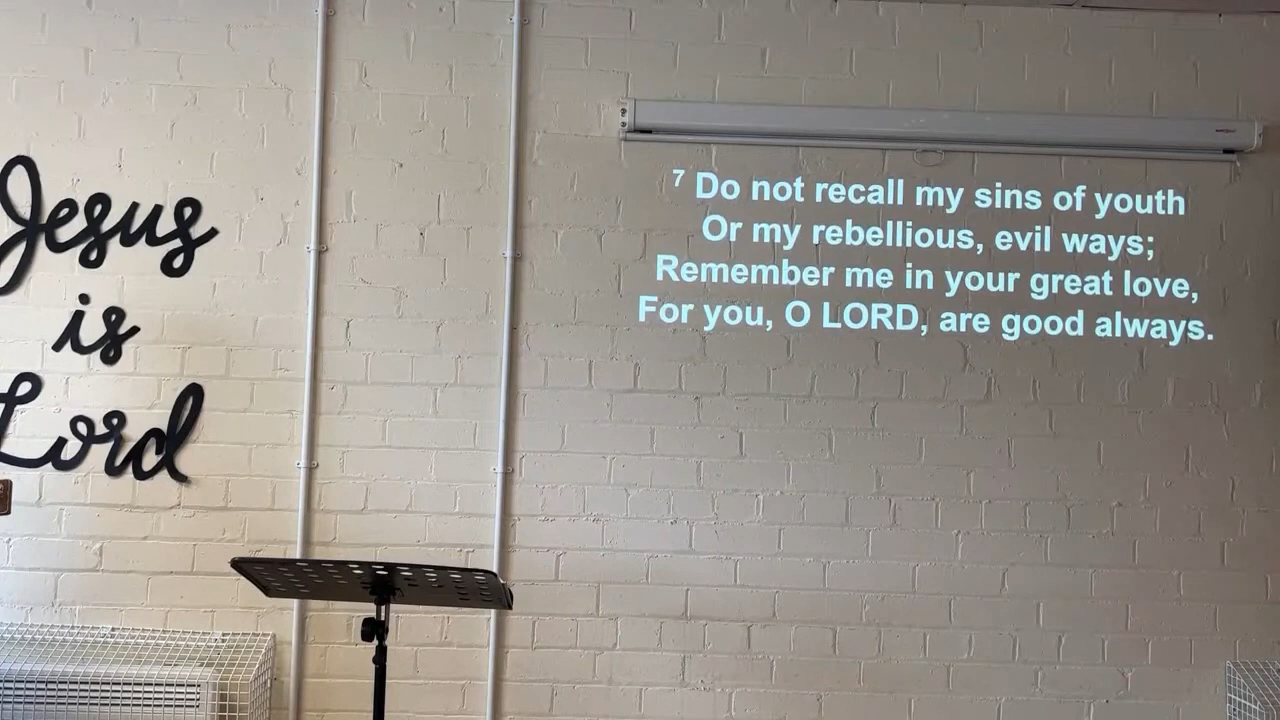 Jesus
is
Lord
⁷ Do not recall my sins of youth
Or my rebellious, evil ways;
Remember me in your great love,
For you, O LORD, are good always.